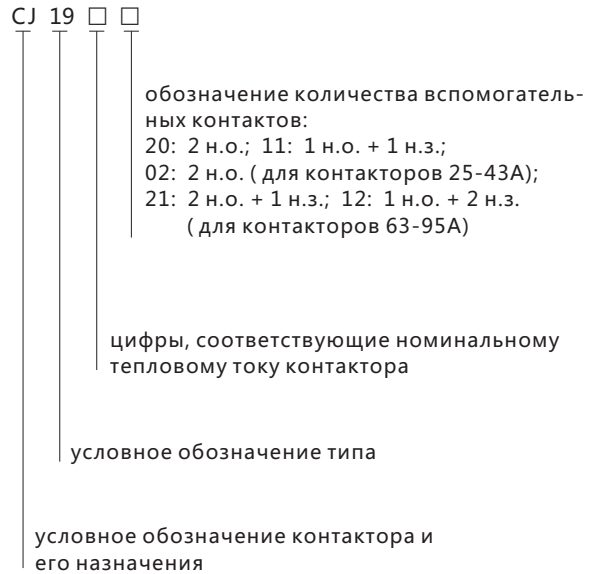 CJ 19 □ □
обозначение количества вспомогатель-
ных контактов:
20: 2 н.о.; 11: 1 н.о. + 1 н.з.;
02: 2 н.о. ( для контакторов 25-43А);
21: 2 н.о. + 1 н.з.; 12: 1 н.о. + 2 н.з.
( для контакторов 63-95А)
цифры, соответствующие номинальному
тепловому току контактора
условное обозначение типа
условное обозначение контактора и
его назначения